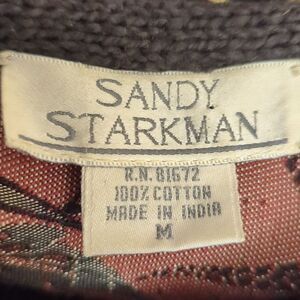 SANDY
STARKMAN
R.N. 81672
100% COTTON
MADE IN INDIA
M